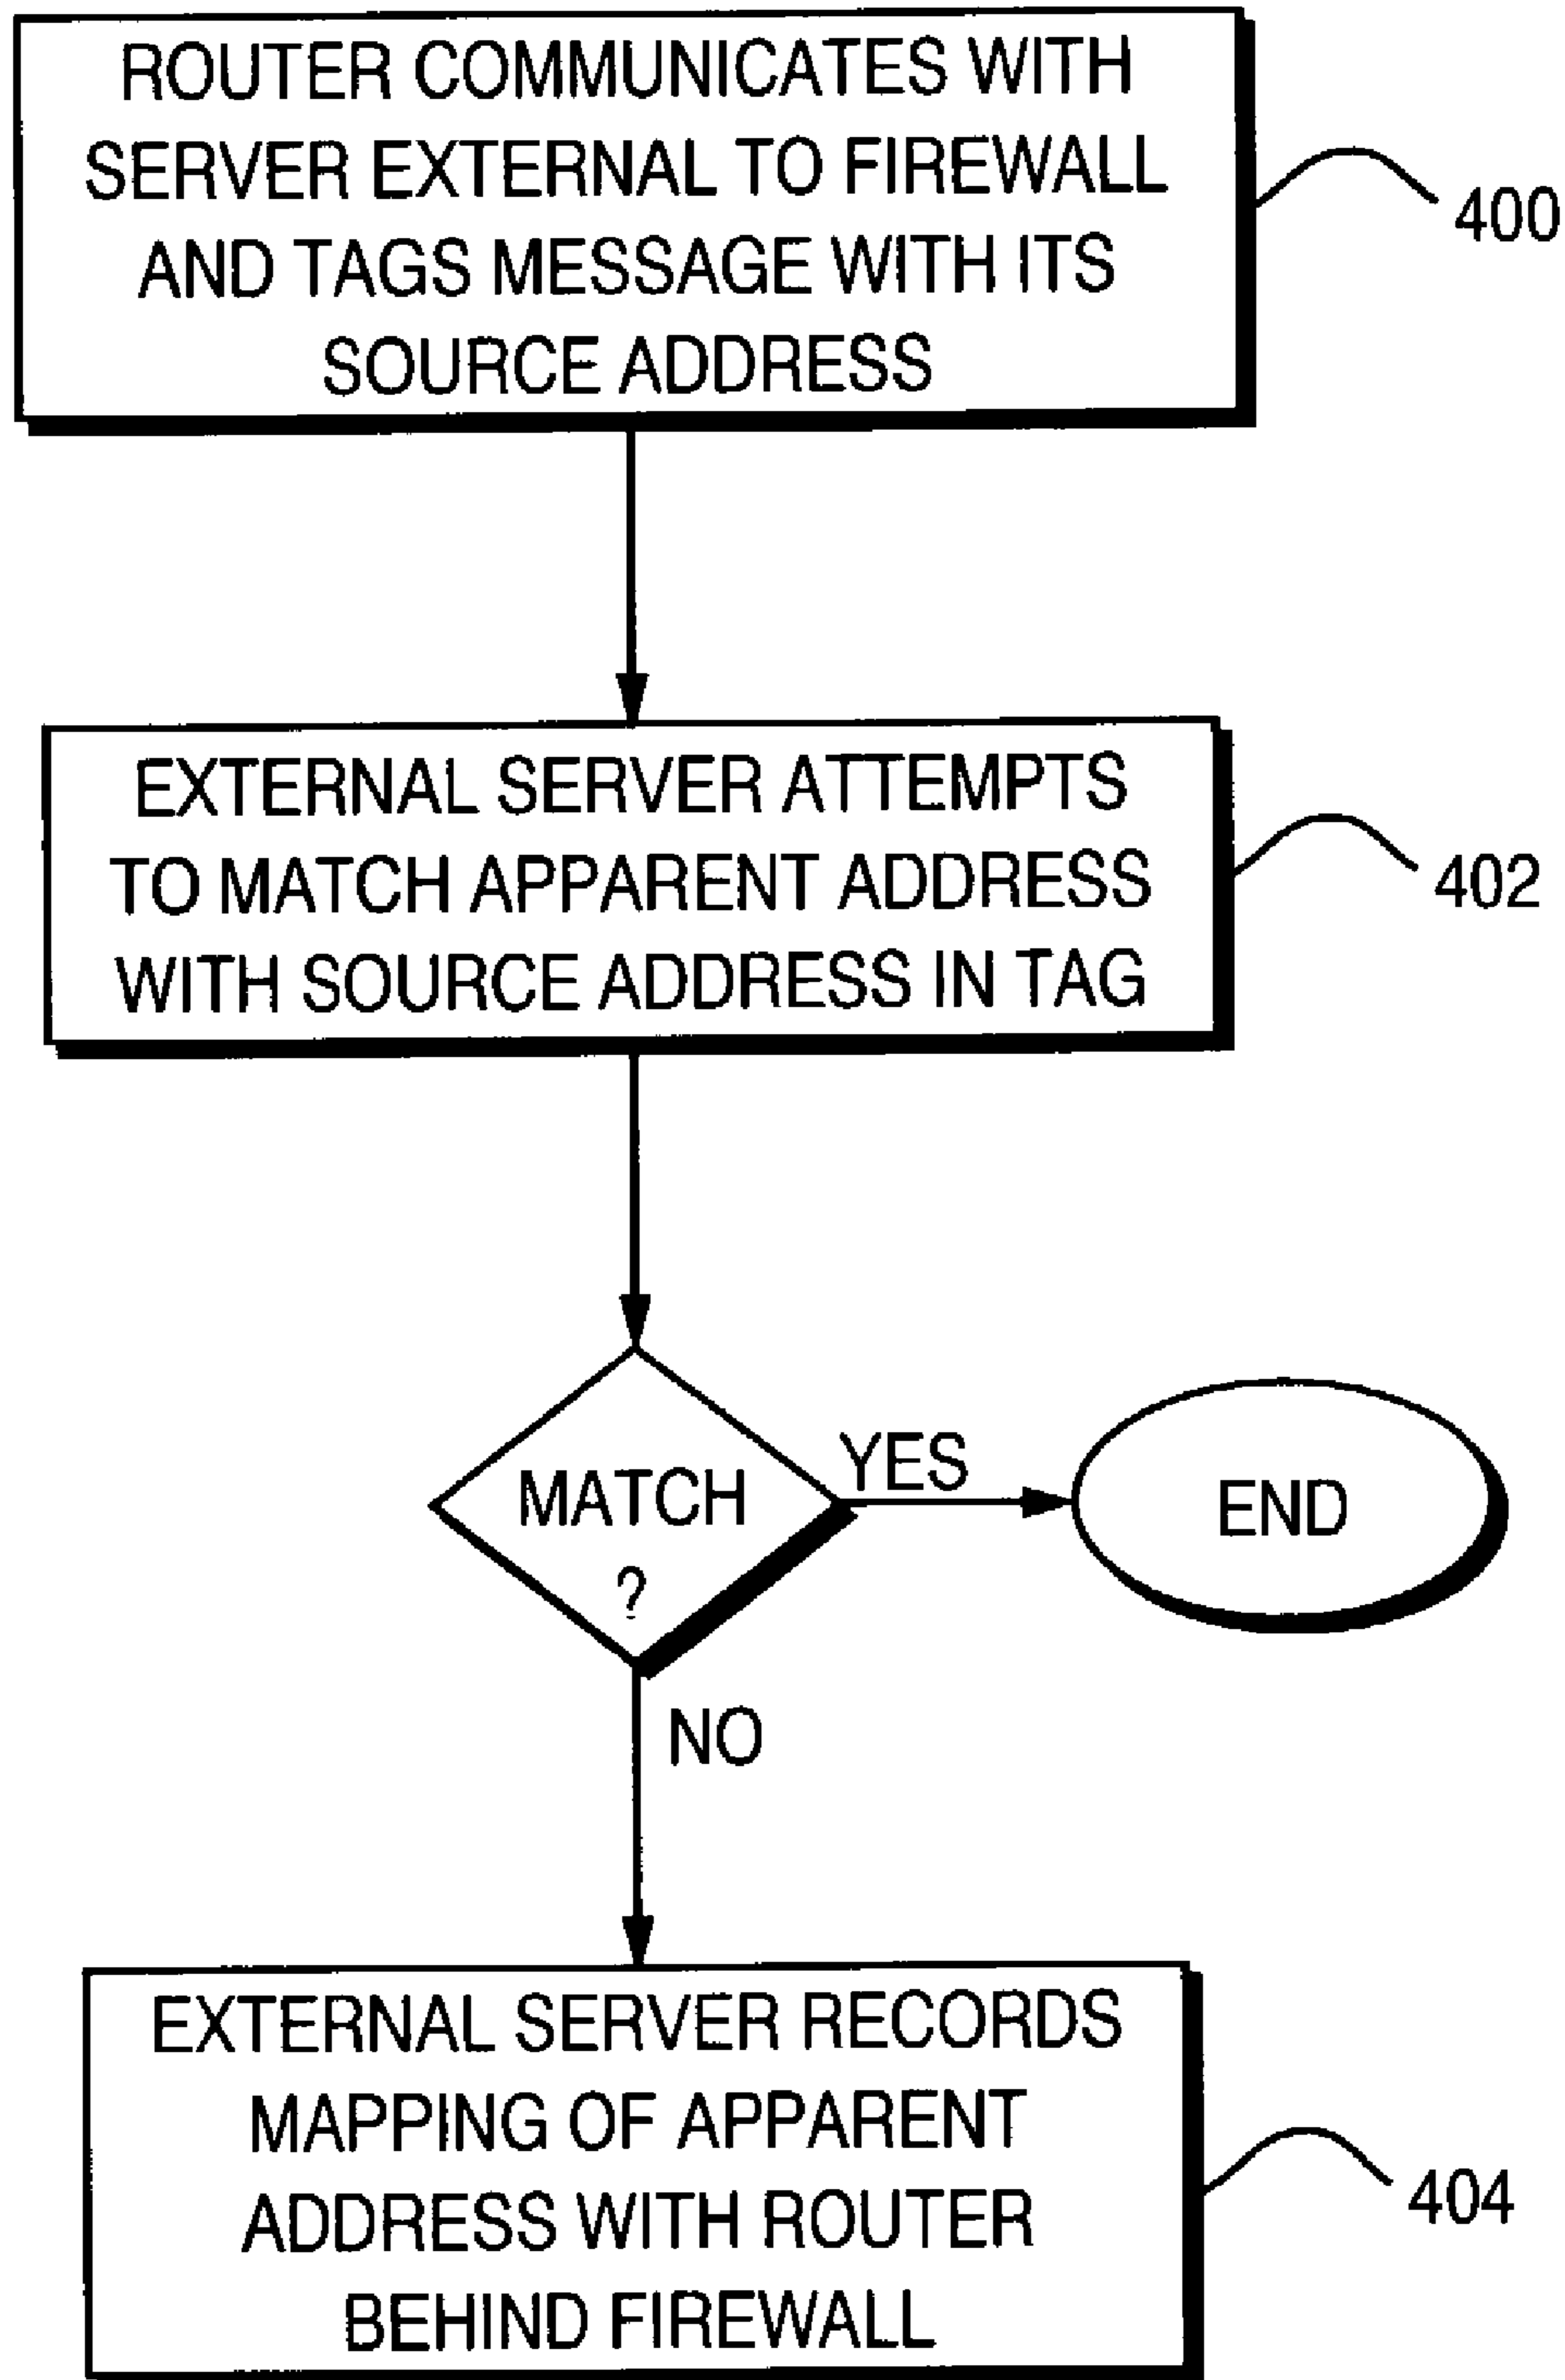 ROUTER COMMUNICATES WITH
SERVER EXTERNAL TO FIREWALL
AND TAGS MESSAGE WITH ITS
SOURCE ADDRESS
400
EXTERNAL SERVER ATTEMPTS
TO MATCH APPARENT ADDRESS
WITH SOURCE ADDRESS IN TAG
402
MATCH
?
YES
END
NO
EXTERNAL SERVER RECORDS
MAPPING OF APPARENT
ADDRESS WITH ROUTER
BEHIND FIREWALL
404